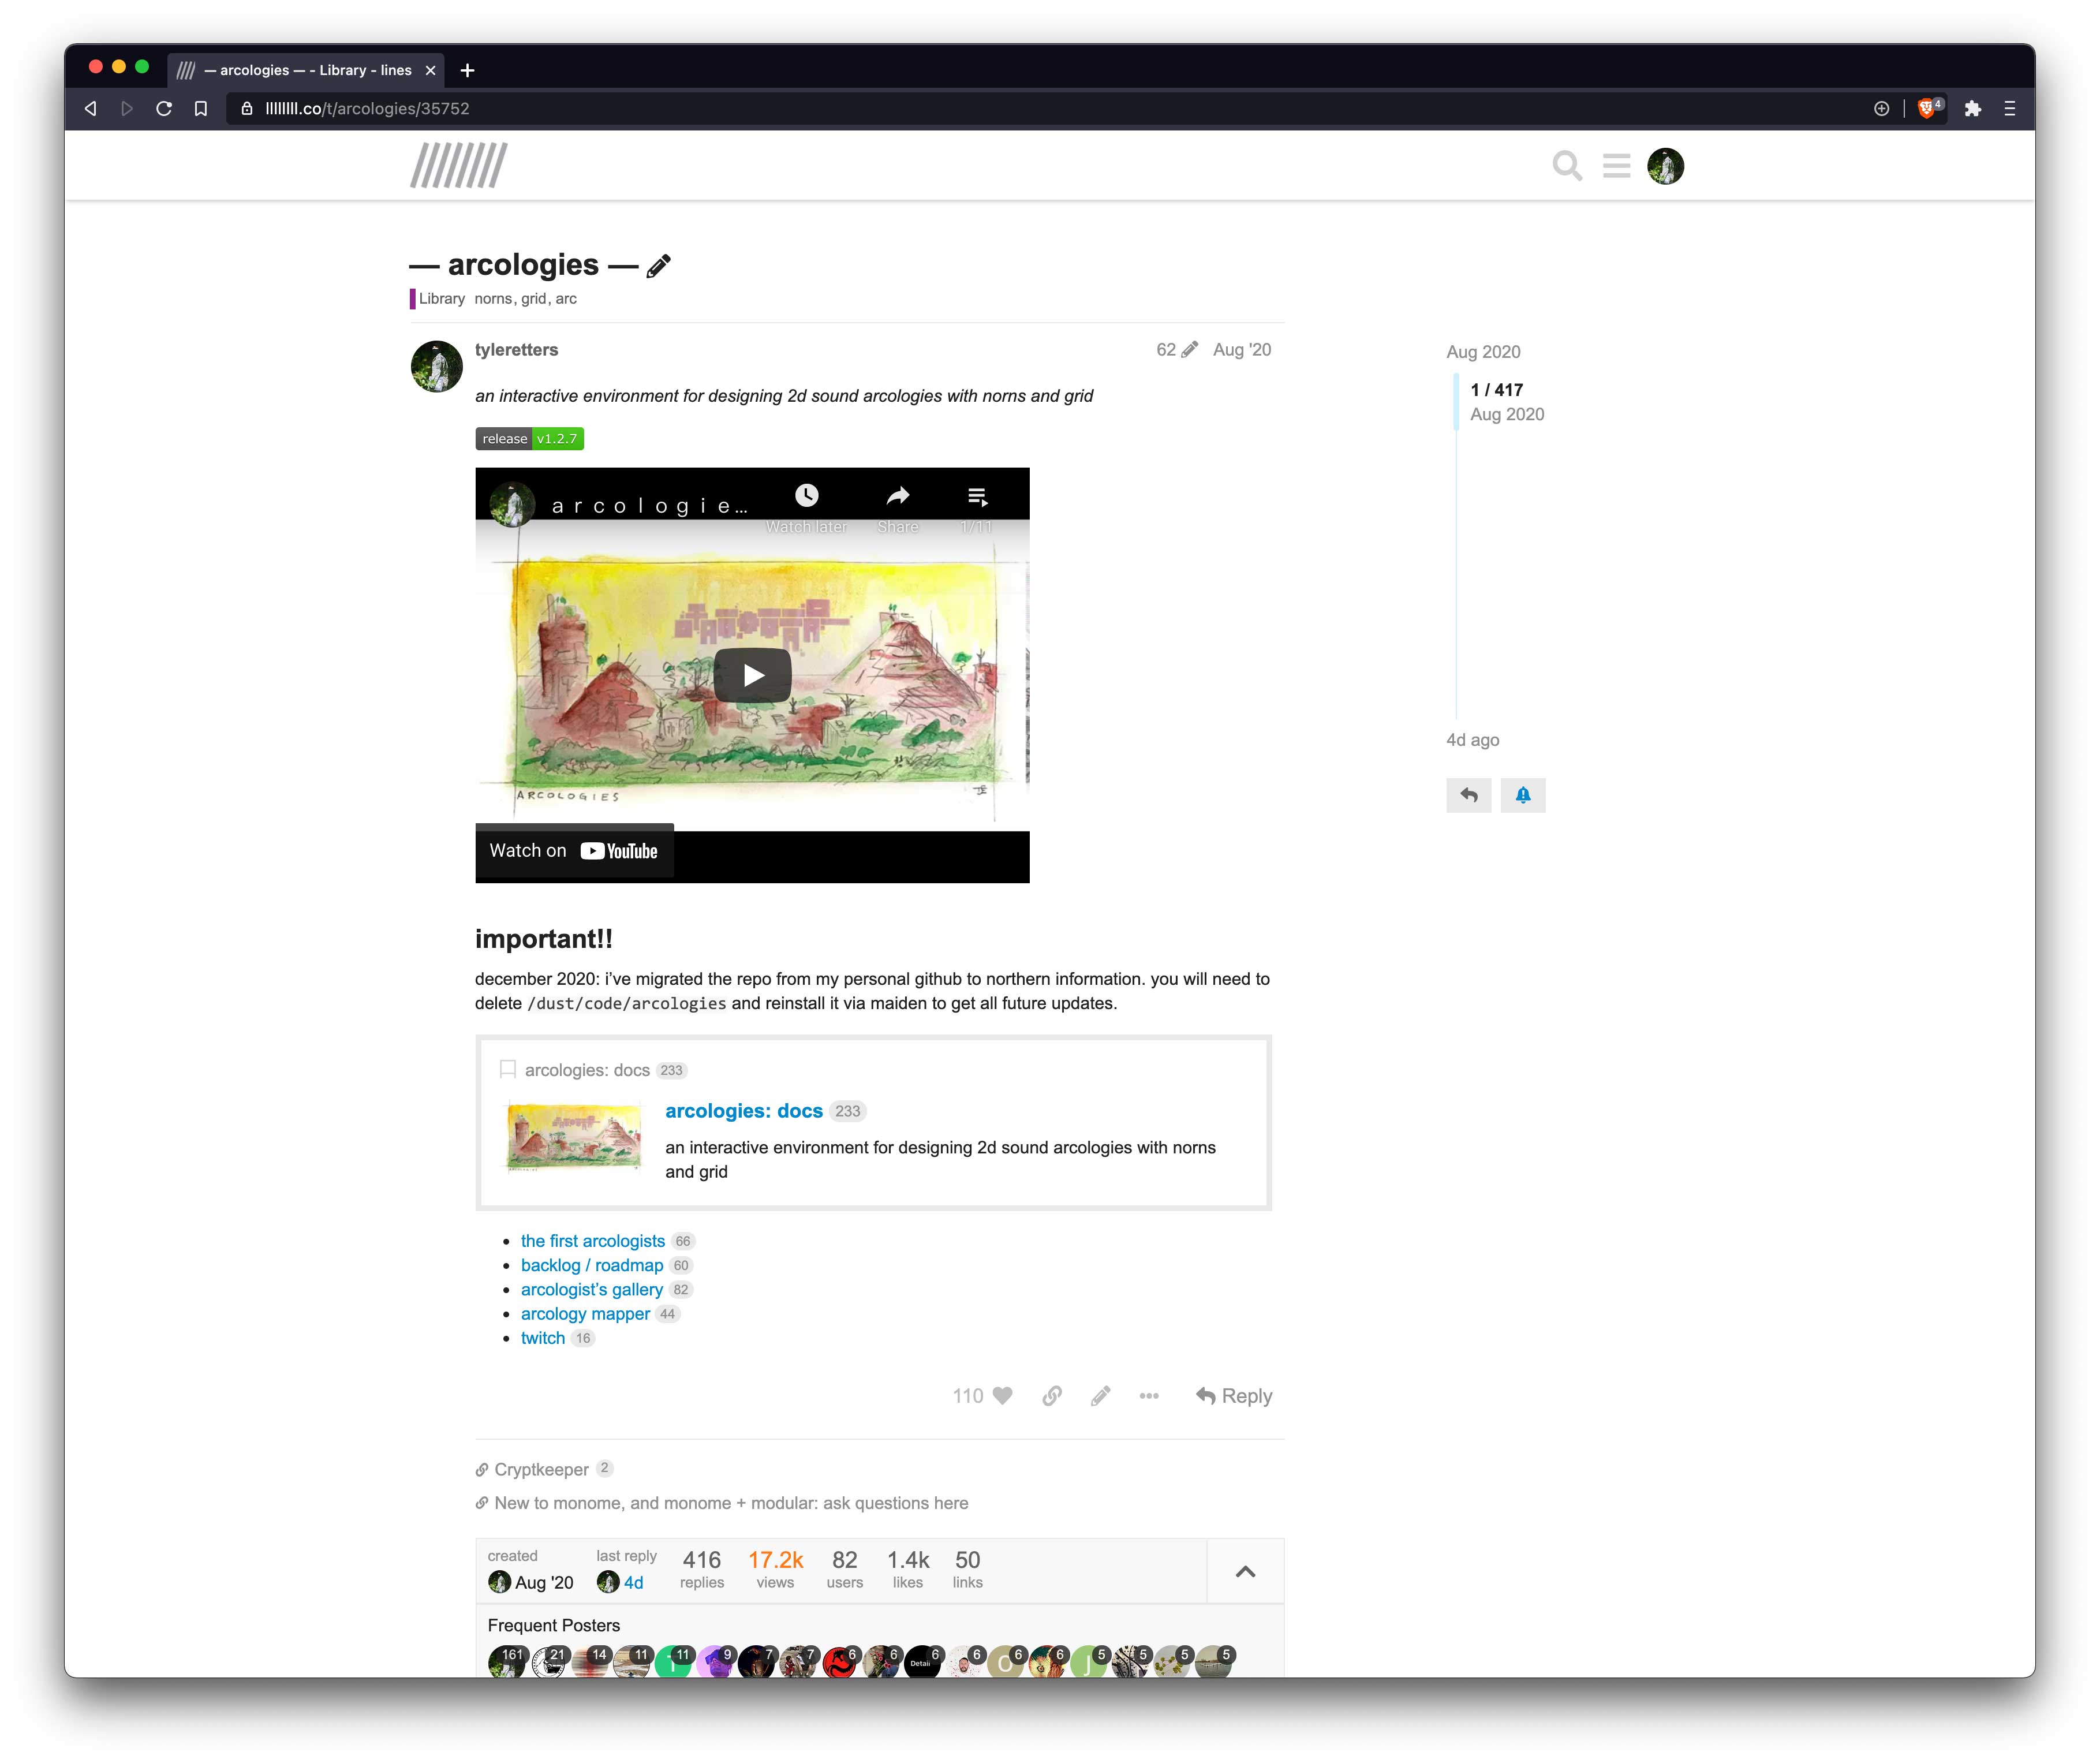 — arcologies — - Library - lines
llllllll.co/t/arcologies/35752
4
— arcologies —
Library norns, grid, arc
tyleretters
62 Aug '20
an interactive environment for designing 2d sound arcologies with norns and grid
release v1.2.7
arcologie...
Watch later Share 1/11
ARCOLOGIES
Watch on YouTube
Aug 2020
1 / 417
Aug 2020
4d ago
important!!
december 2020: i've migrated the repo from my personal github to northern information. you will need to
delete /dust/code/arcologies and reinstall it via maiden to get all future updates.
arcologies: docs 233
arcologies: docs 233
an interactive environment for designing 2d sound arcologies with norns
and grid
the first arcologists 66
backlog / roadmap 60
arcologist's gallery 82
arcology mapper 44
twitch 16
110 Reply
Cryptkeeper 2
New to monome, and monome + modular: ask questions here
created last reply 416 17.2k 82 1.4k 50
Aug '20 4d replies views users likes links
Frequent Posters
161 21 14 11 11 9 7 7 6 6 6 6 6 6 5 5 5 5
T Detail O J